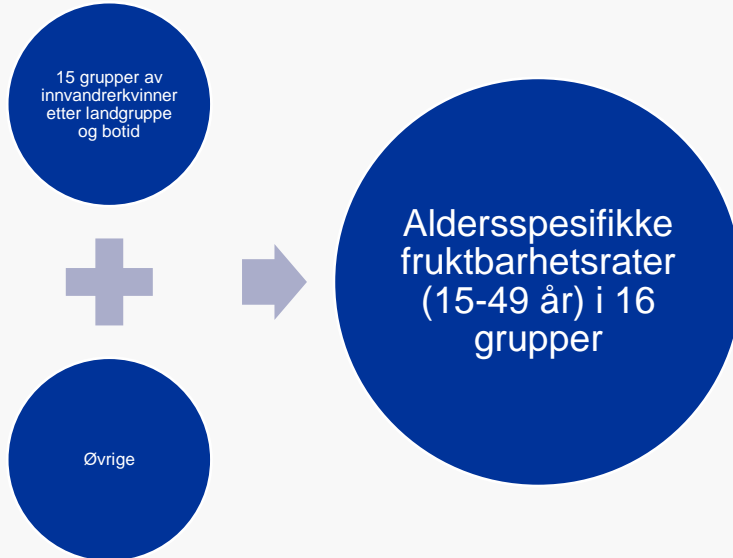 15 grupper av
innvandrerkvinner
etter landgruppe
og botid
Øvrige
Aldersspesifikke
fruktbarhetsrater
(15-49 år) i 16
grupper